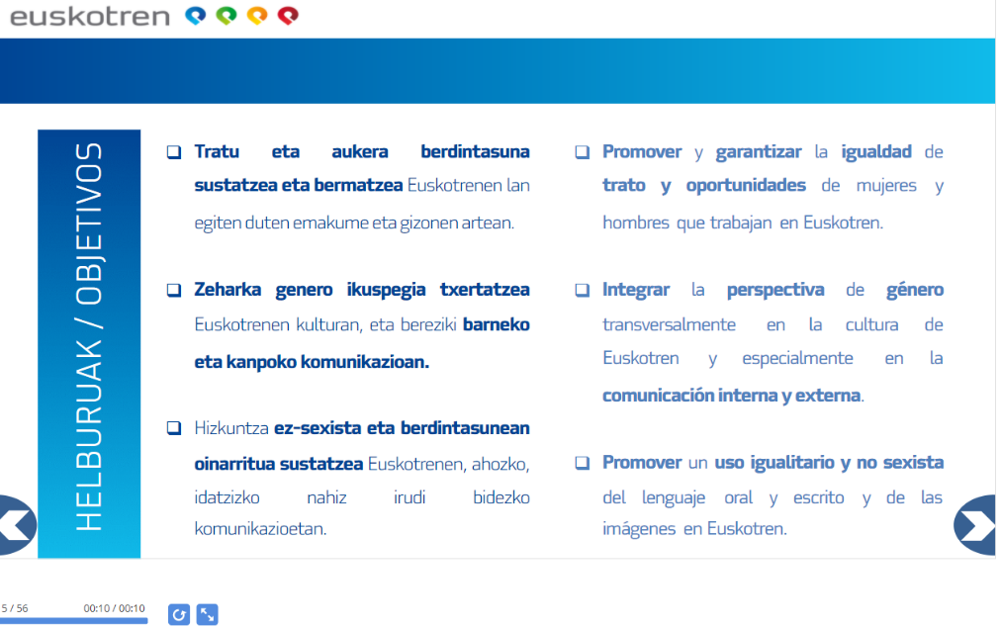 euskotren
HELBURUAK / OBJETIVOS
❑ Tratu eta aukera berdintasuna
sustatzea eta bermatzea Euskotrenen lan
egiten duten emakume eta gizonen artean.
❑ Zeharka genero ikuspegia txertatzea
Euskotrenen kulturan, eta bereziki barneko
eta kanpoko komunikazioan.
❑ Hizkuntza ez-sexista eta berdintasunean
oinarritua sustatzea Euskotrenen, ahozko,
idatzizko nahiz irudi bidezko
komunikazioetan.
❑ Promover y garantizar la igualdad de
trato y oportunidades de mujeres y
hombres que trabajan en Euskotren.
❑ Integrar la perspectiva de género
transversalmente en la cultura de
Euskotren y especialmente en la
comunicación interna y externa.
❑ Promover un uso igualitario y no sexista
del lenguaje oral y escrito y de las
imágenes en Euskotren.
5 / 56
00:10 / 00:10